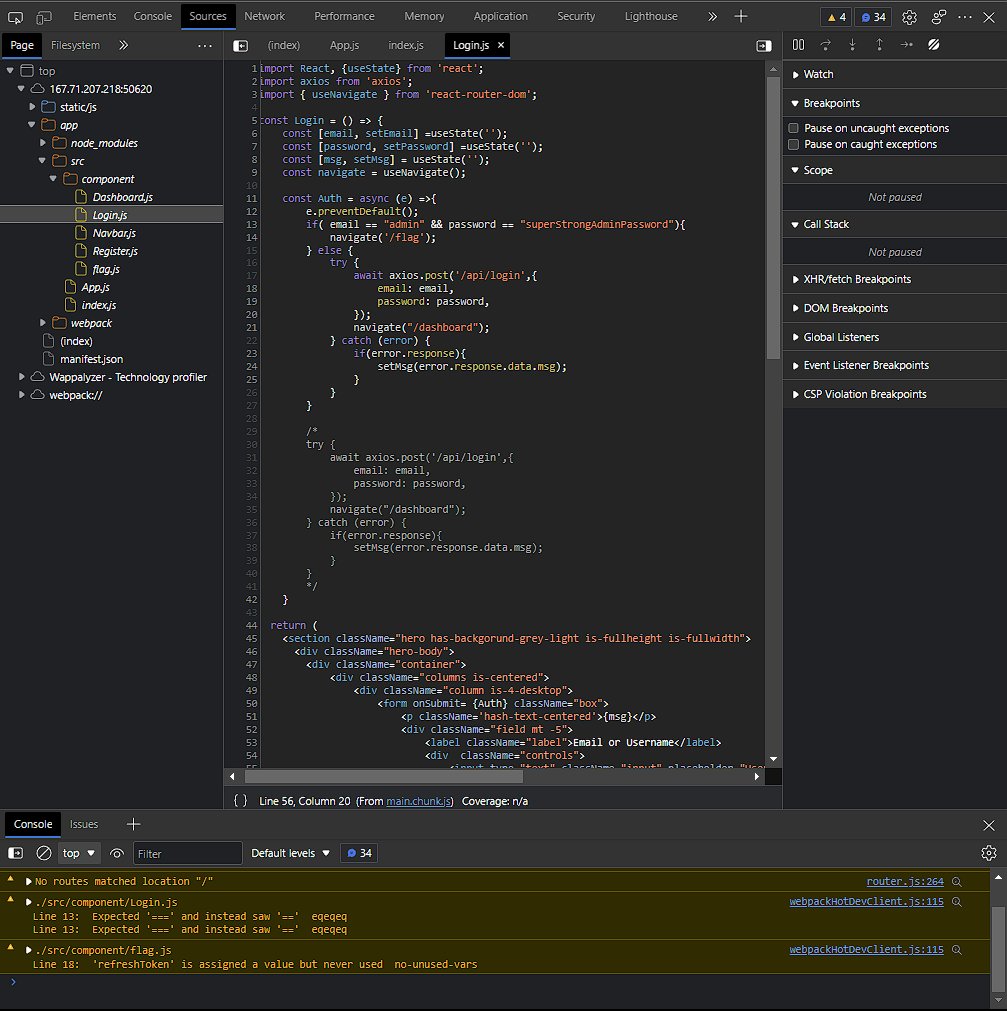 Elements Console Sources Network Performance Memory Application Security Lighthouse 4 34
Page Filesystem (index) App.js index.js Login.js
top
167.71.207.218:50620
static/js
app
node_modules
src
component
Dashboard.js
Login.js
Navbar.js
Register.js
flag.js
App.js
index.js
webpack
(index)
manifest.json
Wappalyzer - Technology profiler
webpack://
1 import React, {useState} from 'react';
2 import axios from 'axios';
3 import { useNavigate } from 'react-router-dom';
4
5 const Login = () => {
6 const [email, setEmail] =useState('');
7 const [password, setPassword] =useState('');
8 const [msg, setMsg] = useState('');
9 const navigate = useNavigate();
10
11 const Auth = async (e) =>{
12 e.preventDefault();
13 if( email == "admin" && password == "superStrongAdminPassword"){
14 navigate('/flag');
15 } else {
16 try {
17 await axios.post('/api/login',{
18 email: email,
19 password: password,
20 });
21 navigate("/dashboard");
22 } catch (error) {
23 if(error.response){
24 setMsg(error.response.data.msg);
25 }
26 }
27 }
28
29 /*
30 try {
31 await axios.post('/api/login',{
32 email: email,
33 password: password,
34 });
35 navigate("/dashboard");
36 } catch (error) {
37 if(error.response){
38 setMsg(error.response.data.msg);
39 }
40 }
41 */
42 }
43
44 return (
45 <section className="hero has-backgorund-grey-light is-fullheight is-fullwidth">
46 <div className="hero-body">
47 <div className="container">
48 <div className="columns is-centered">
49 <div className="column is-4-desktop">
50 <form onSubmit= {Auth} className="box">
51 <p className='hash-text-centered'>{msg}</p>
52 <div className="field mt -5">
53 <label className="label">Email or Username</label>
54 <div className="controls">
55 <input type="text" className="input" placeholder="Use
{ } Line 56, Column 20 (From main.chunk.js) Coverage: n/a
Watch
Breakpoints
Pause on uncaught exceptions
Pause on caught exceptions
Scope
Not paused
Call Stack
Not paused
XHR/fetch Breakpoints
DOM Breakpoints
Global Listeners
Event Listener Breakpoints
CSP Violation Breakpoints
Console Issues
top Filter Default levels 34
No routes matched location "/" router.js:264
./src/component/Login.js webpackHotDevClient.js:115
Line 13: Expected '===' and instead saw '==' eqeqeq
Line 13: Expected '===' and instead saw '==' eqeqeq
./src/component/flag.js webpackHotDevClient.js:115
Line 18: 'refreshToken' is assigned a value but never used no-unused-vars